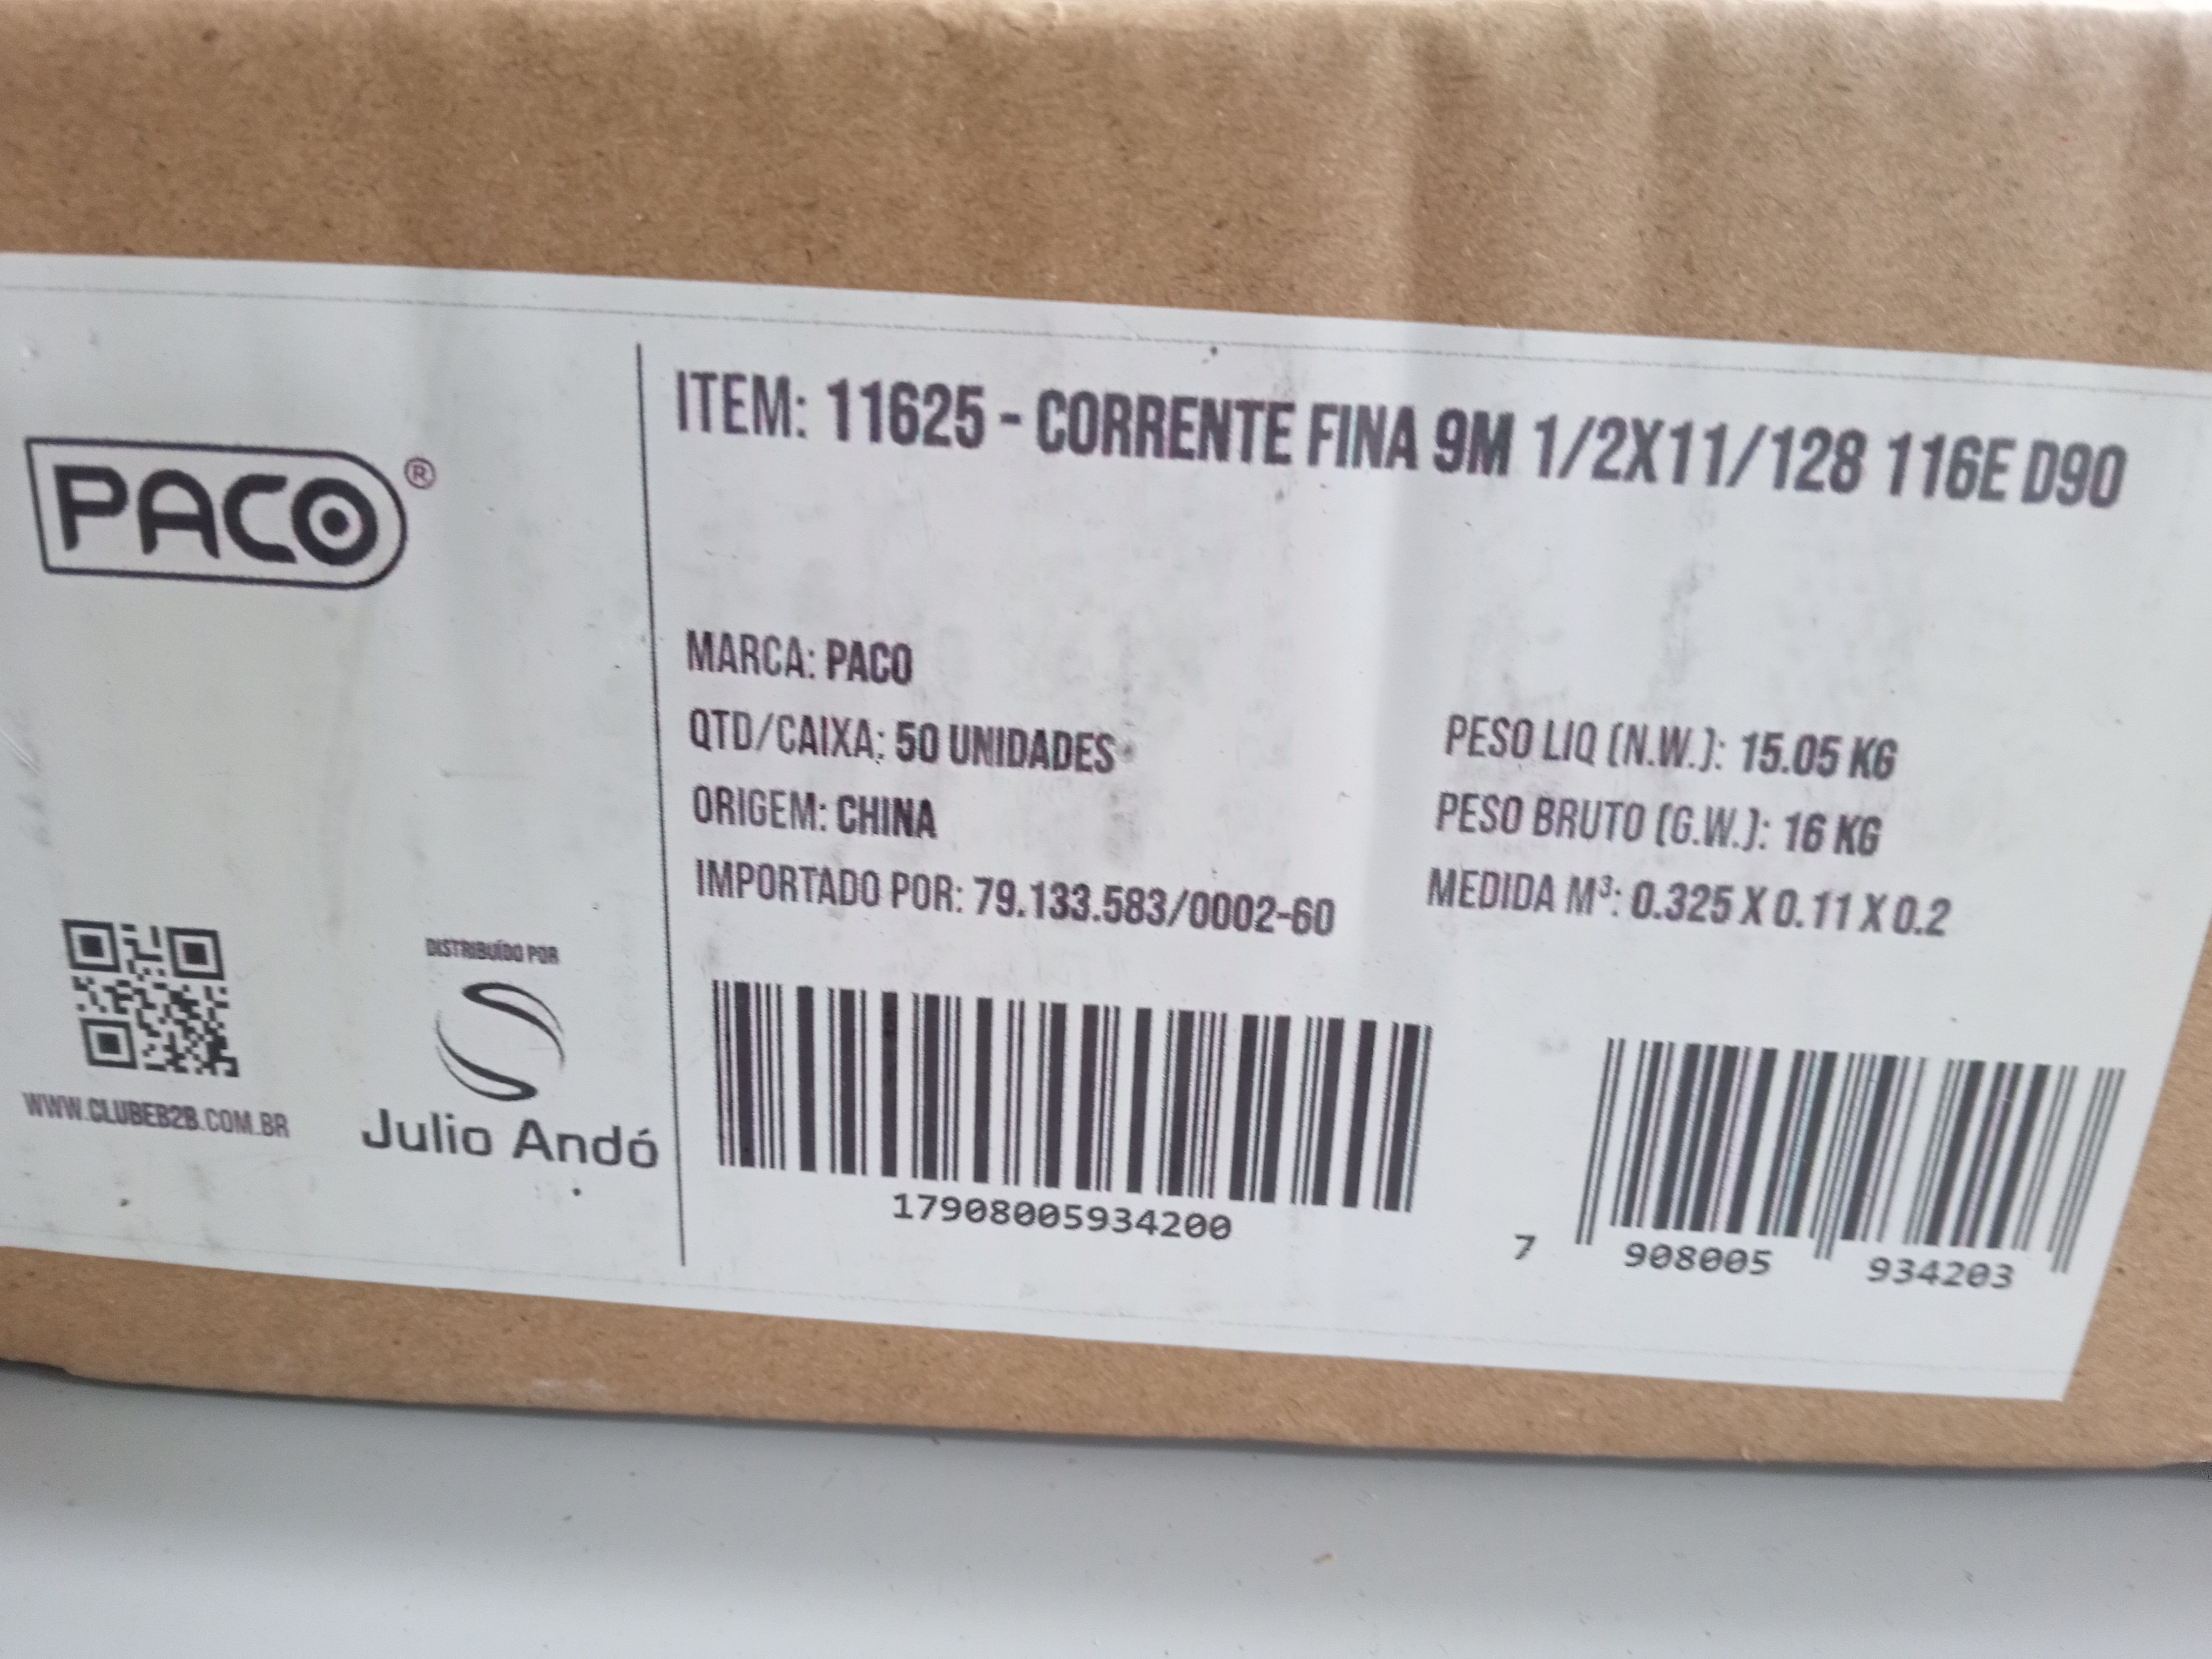 PACO®
ITEM: 11625 - CORRENTE FINA 9M 1/2X11/128 116E D90
MARCA: PACO
QTD/CAIXA: 50 UNIDADES
ORIGEM: CHINA
IMPORTADO POR: 79.133.583/0002-60
PESO LIQ (N.W.): 15.05 KG
PESO BRUTO (G.W.): 16 KG
MEDIDA M³: 0.325 X 0.11 X 0.2
WWW.CLUBEB2B.COM.BR
DISTRIBUÍDO POR
Julio Andó
17908005934200
7 908005 934203